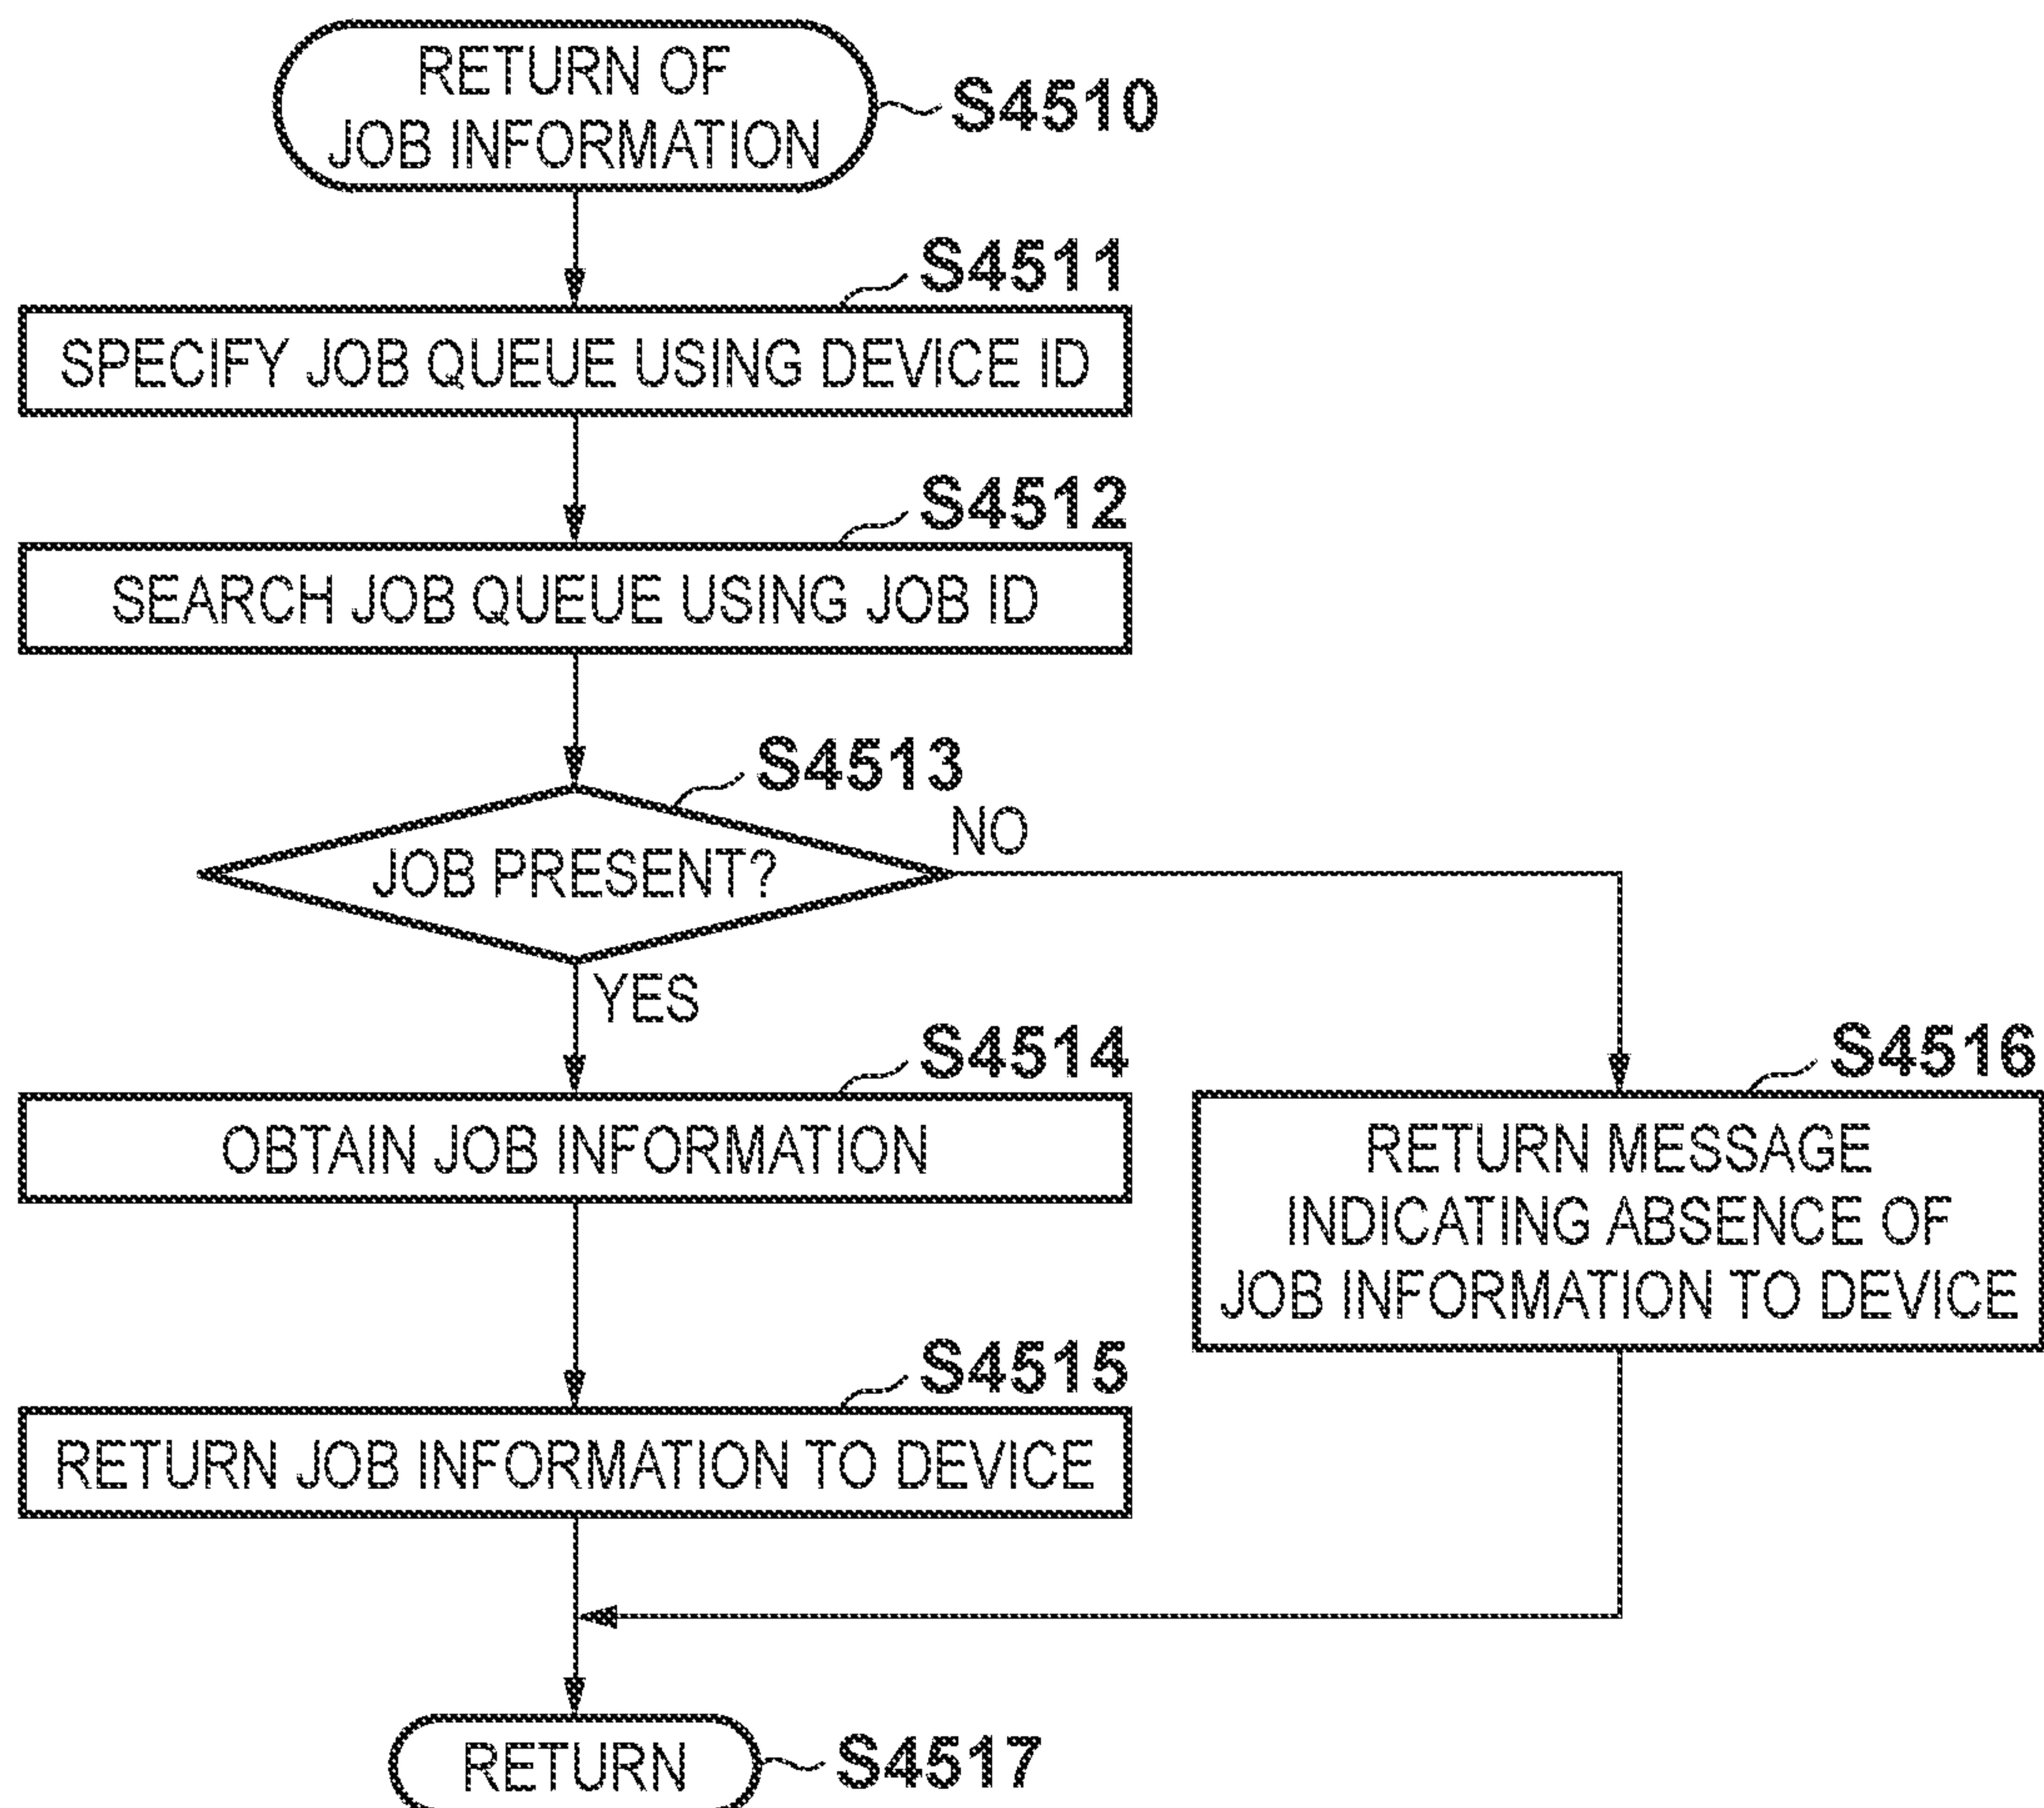 RETURN OF
JOB INFORMATION
S4510
S4511
SPECIFY JOB QUEUE USING DEVICE ID
S4512
SEARCH JOB QUEUE USING JOB ID
S4513
JOB PRESENT?
NO
YES
S4514
OBTAIN JOB INFORMATION
S4516
RETURN MESSAGE
INDICATING ABSENCE OF
JOB INFORMATION TO DEVICE
S4515
RETURN JOB INFORMATION TO DEVICE
RETURN
S4517